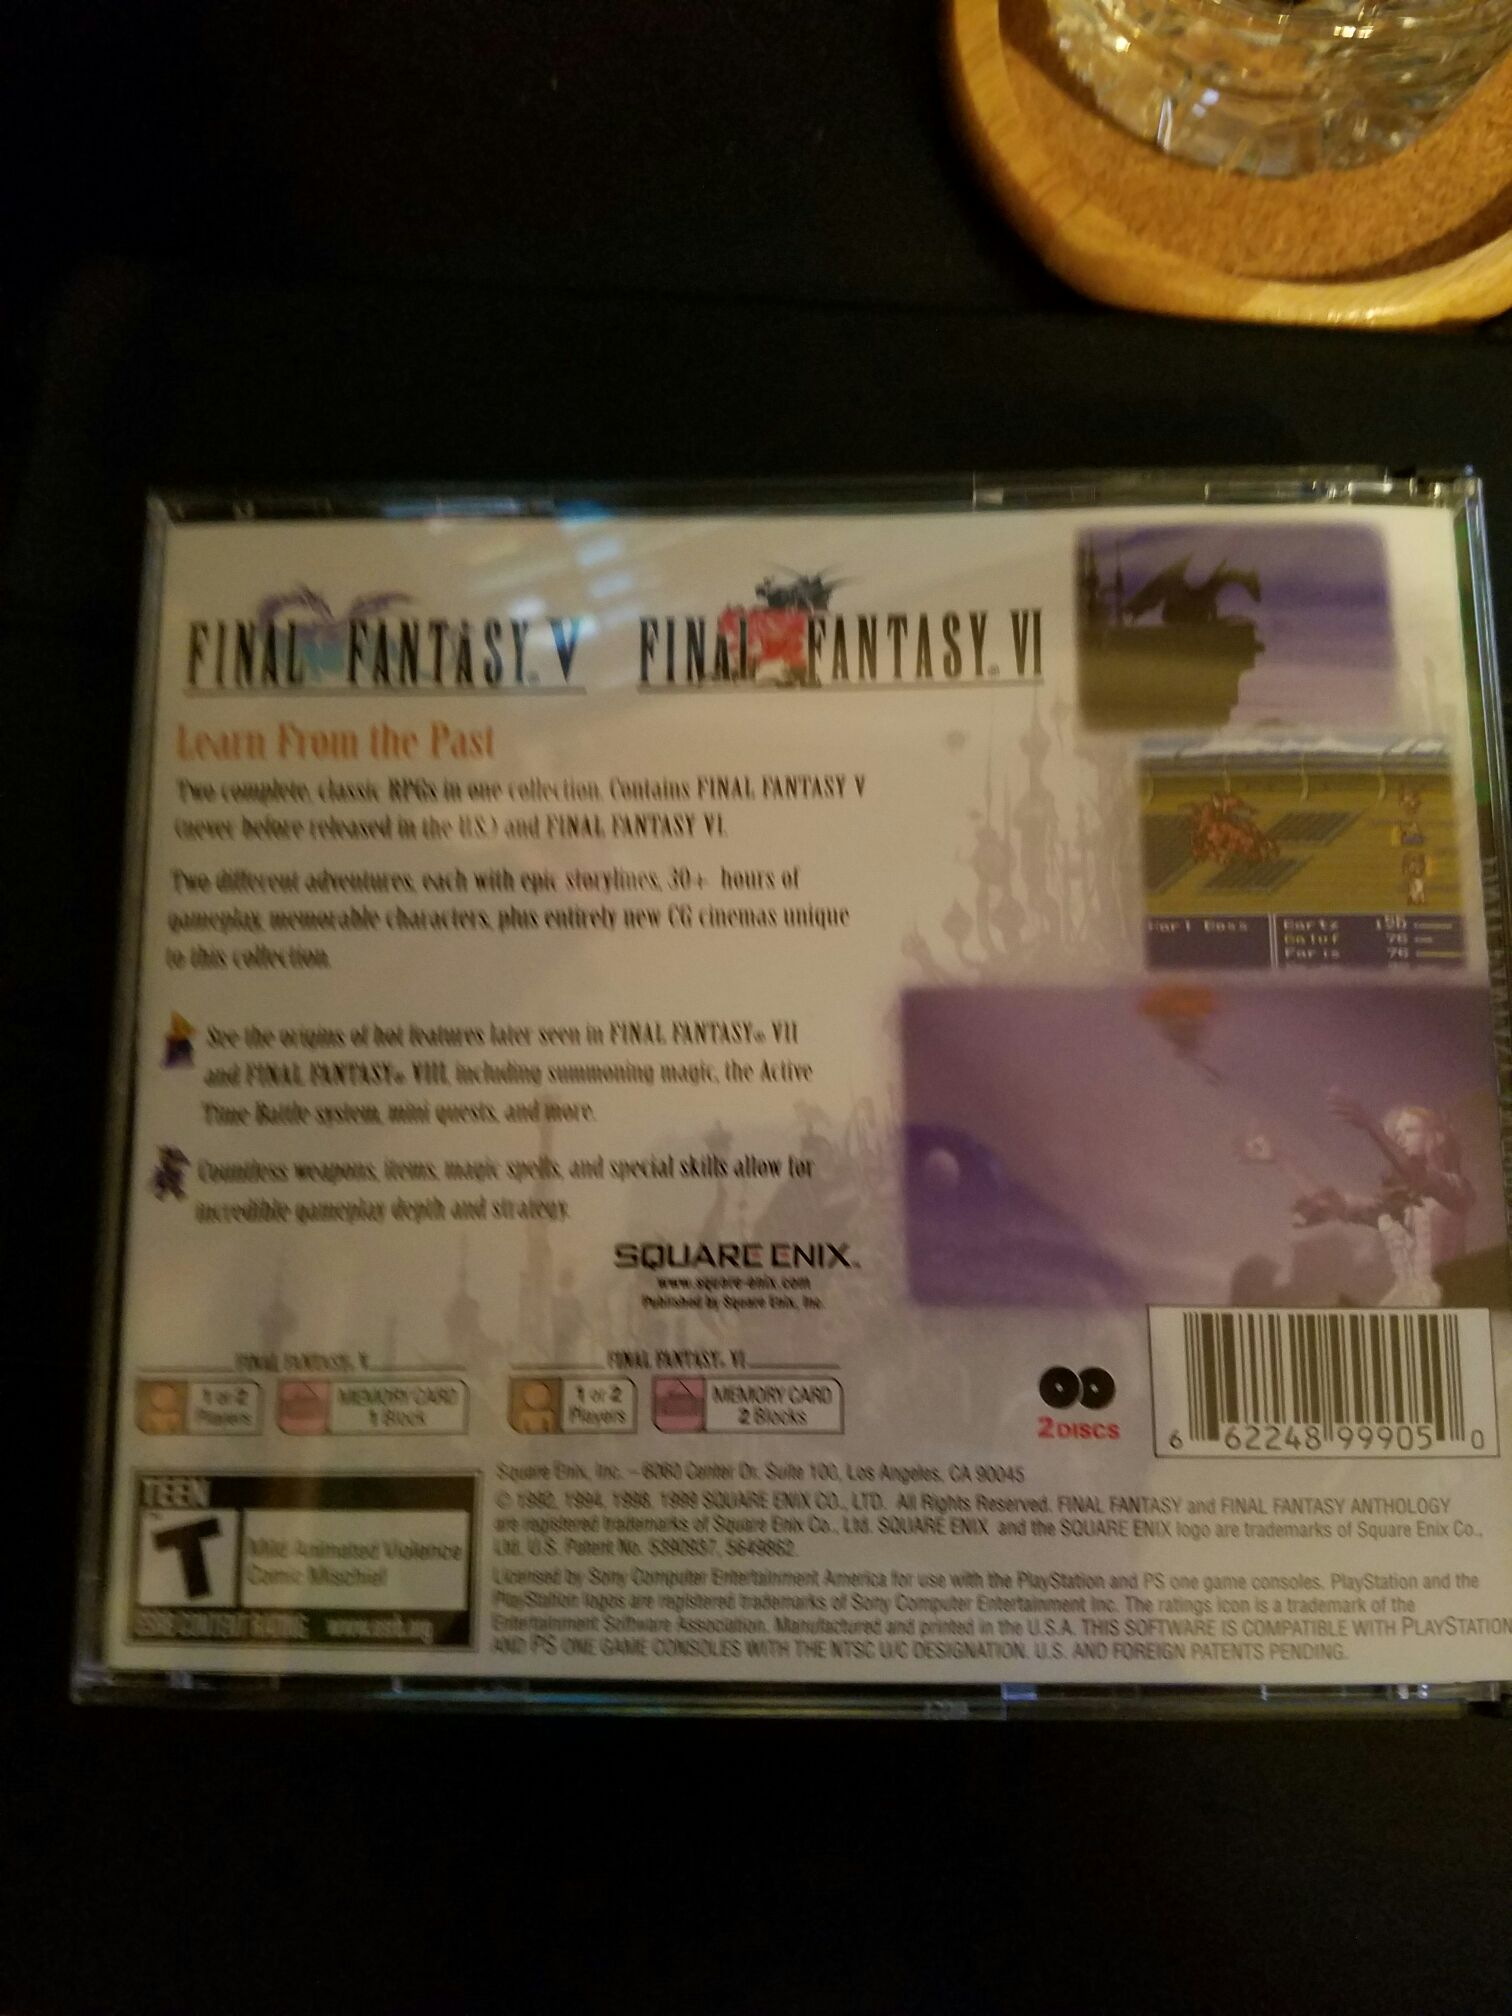 FINAL FANTASY® V
FINAL FANTASY® VI
Learn From the Past
Two complete, classic RPGs in one collection. Contains FINAL FANTASY V
(never before released in the U.S.) and FINAL FANTASY VI.
Two different adventures, each with epic storylines, 30+ hours of
gameplay, memorable characters, plus entirely new CG cinemas unique
to this collection.
See the origins of hot features later seen in FINAL FANTASY® VII
and FINAL FANTASY® VIII, including summoning magic, the Active
Time Battle system, mini quests, and more.
Countless weapons, items, magic spells, and special skills allow for
incredible gameplay depth and strategy.
Karl Boss
Bartz
Galuf 76
Faris 76
SQUARE ENIX.
www.square-enix.com
Published by Square Enix, Inc.
FINAL FANTASY® V
1 or 2
Players
MEMORY CARD
1 Block
FINAL FANTASY® VI
1 or 2
Players
MEMORY CARD
2 Blocks
2 DISCS
6 62248 99905 0
TEEN
T
Mild Animated Violence
Comic Mischief
ESRB CONTENT RATING www.esrb.org
Square Enix, Inc. – 6060 Center Dr. Suite 100, Los Angeles, CA 90045
© 1992, 1994, 1998, 1999 SQUARE ENIX CO., LTD. All Rights Reserved. FINAL FANTASY and FINAL FANTASY ANTHOLOGY
are registered trademarks of Square Enix Co., Ltd. SQUARE ENIX and the SQUARE ENIX logo are trademarks of Square Enix Co.,
Ltd. U.S. Patent No. 5390937, 5649862.
Licensed by Sony Computer Entertainment America for use with the PlayStation and PS one game consoles. PlayStation and the
PlayStation logos are registered trademarks of Sony Computer Entertainment Inc. The ratings icon is a trademark of the
Entertainment Software Association. Manufactured and printed in the U.S.A. THIS SOFTWARE IS COMPATIBLE WITH PLAYSTATION
AND PS ONE GAME CONSOLES WITH THE NTSC U/C DESIGNATION. U.S. AND FOREIGN PATENTS PENDING.